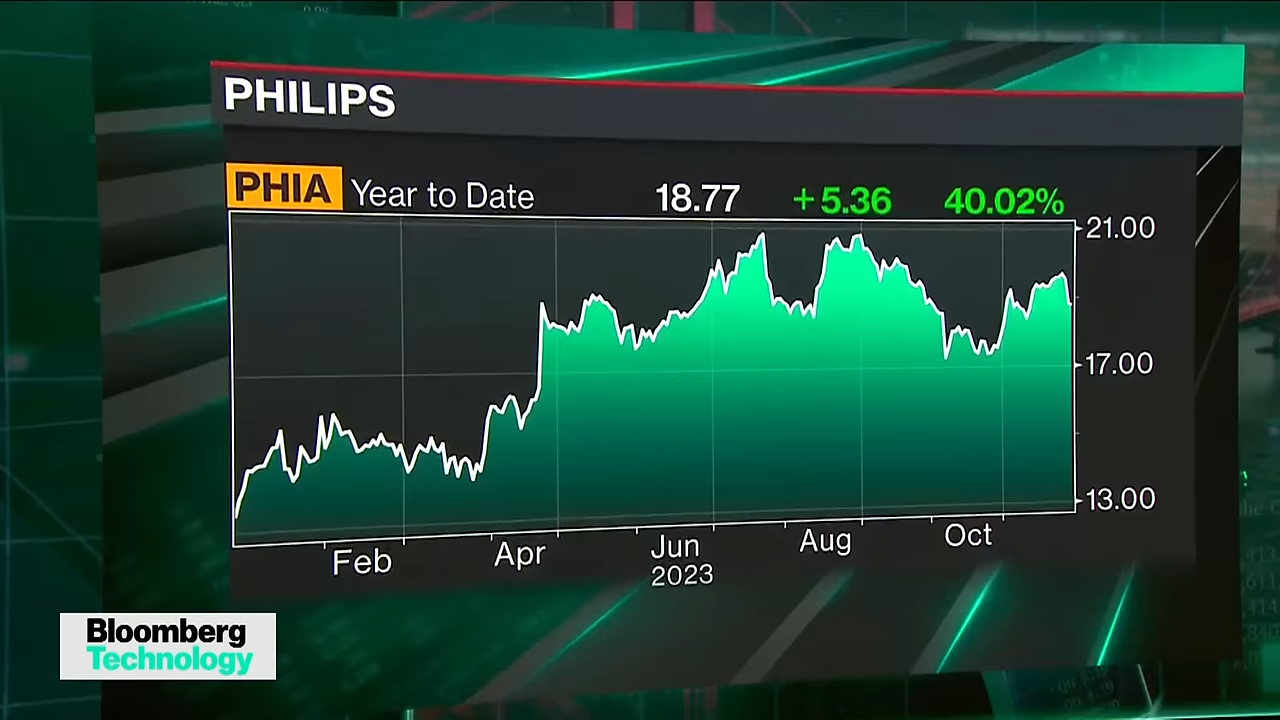 PHILIPS
PHIA Year to Date 18.77 +5.36 40.02%
21.00
17.00
13.00
Feb Apr Jun Aug Oct
2023
Bloomberg
Technology